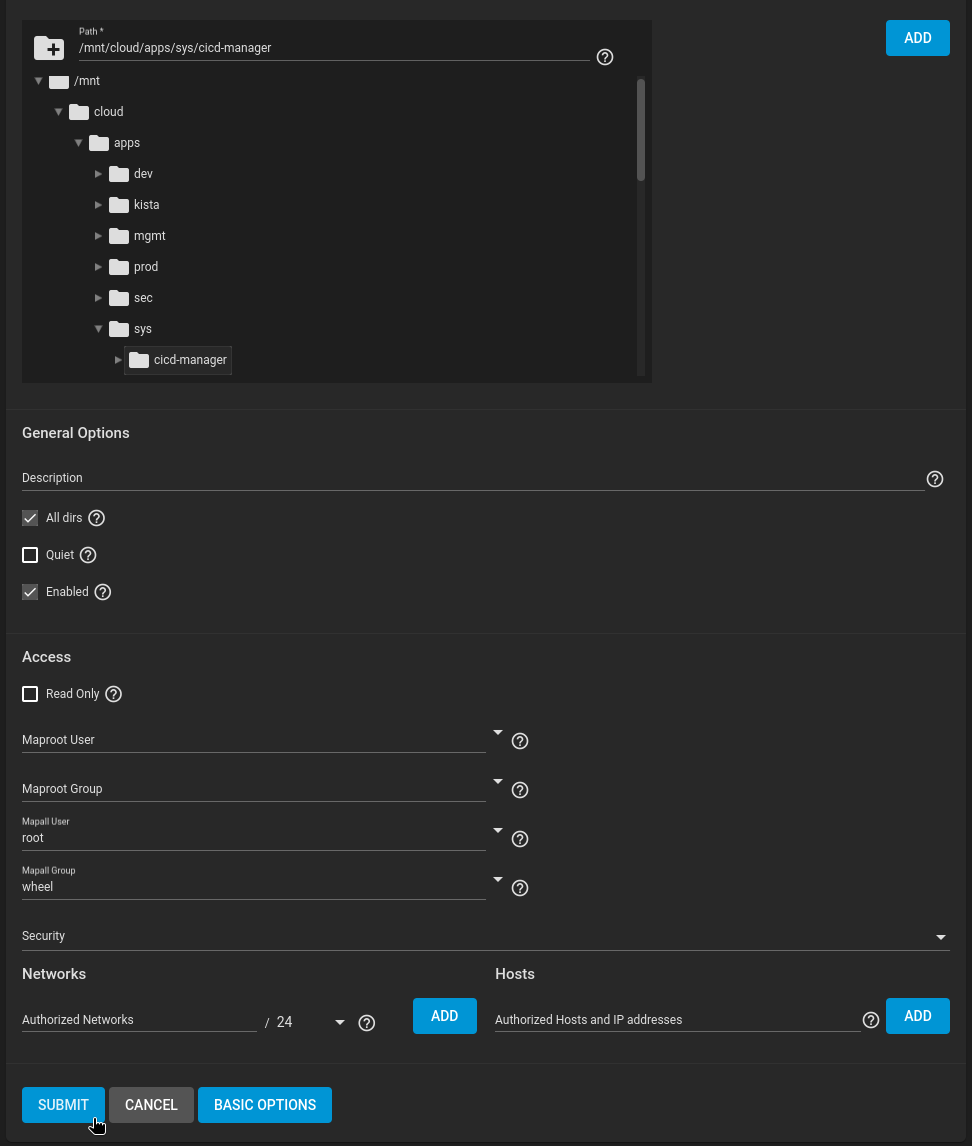 Path *
/mnt/cloud/apps/sys/cicd-manager
ADD
/mnt
cloud
apps
dev
kista
mgmt
prod
sec
sys
cicd-manager
General Options
Description
All dirs
Quiet
Enabled
Access
Read Only
Maproot User
Maproot Group
Mapall User
root
Mapall Group
wheel
Security
Networks
Authorized Networks / 24 ADD
Hosts
Authorized Hosts and IP addresses ADD
SUBMIT CANCEL BASIC OPTIONS